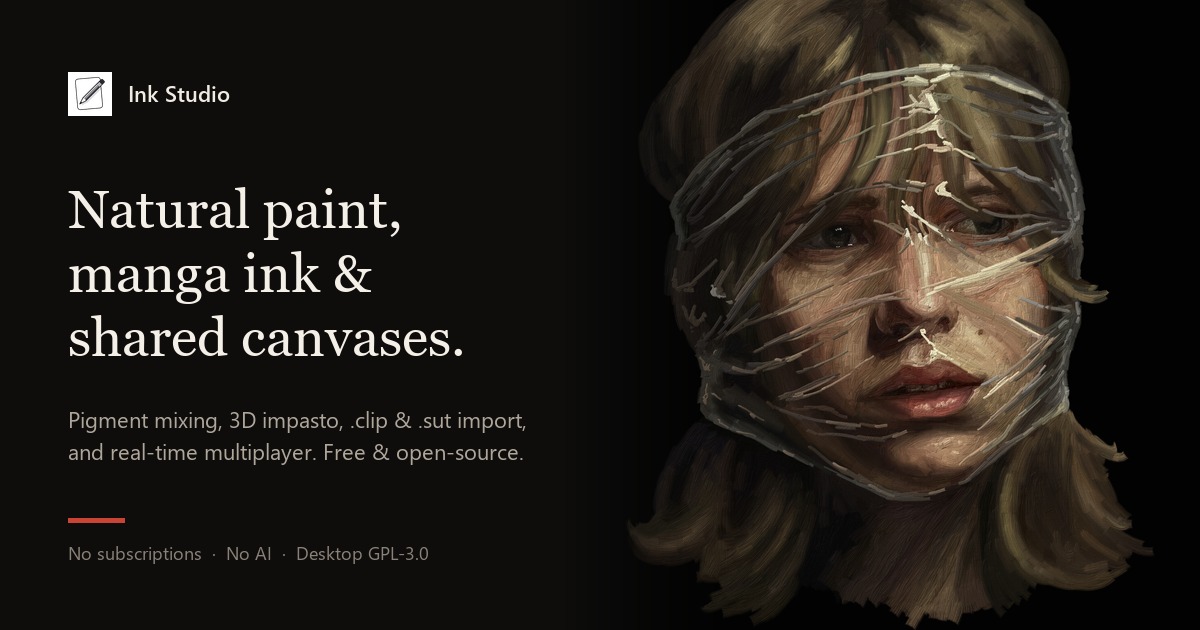 Ink Studio
Natural paint,
manga ink &
shared canvases.
Pigment mixing, 3D impasto, .clip & .sut import,
and real-time multiplayer. Free & open-source.
No subscriptions · No AI · Desktop GPL-3.0